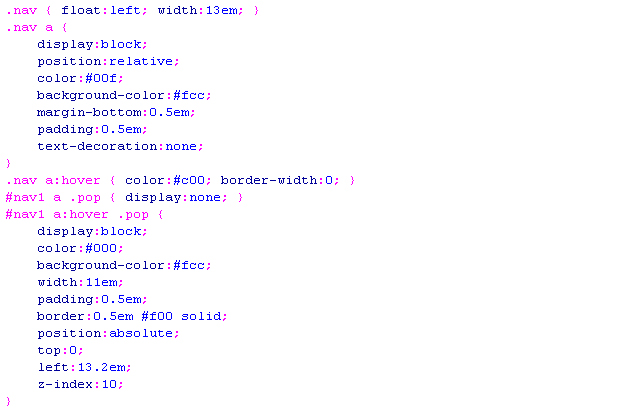 .nav { float:left; width:13em; }
.nav a {
    display:block;
    position:relative;
    color:#00f;
    background-color:#fcc;
    margin-bottom:0.5em;
    padding:0.5em;
    text-decoration:none;
}
.nav a:hover { color:#c00; border-width:0; }
#nav1 a .pop { display:none; }
#nav1 a:hover .pop {
    display:block;
    color:#000;
    background-color:#fcc;
    width:11em;
    padding:0.5em;
    border:0.5em #f00 solid;
    position:absolute;
    top:0;
    left:13.2em;
    z-index:10;
}